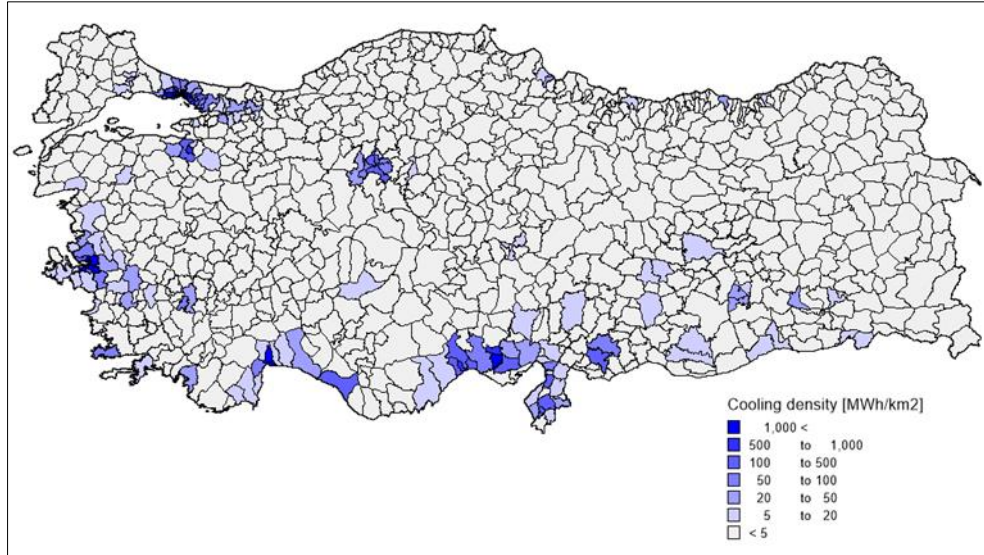 Cooling density [MWh/km2]
1,000 <
500 to 1,000
100 to 500
50 to 100
20 to 50
5 to 20
< 5